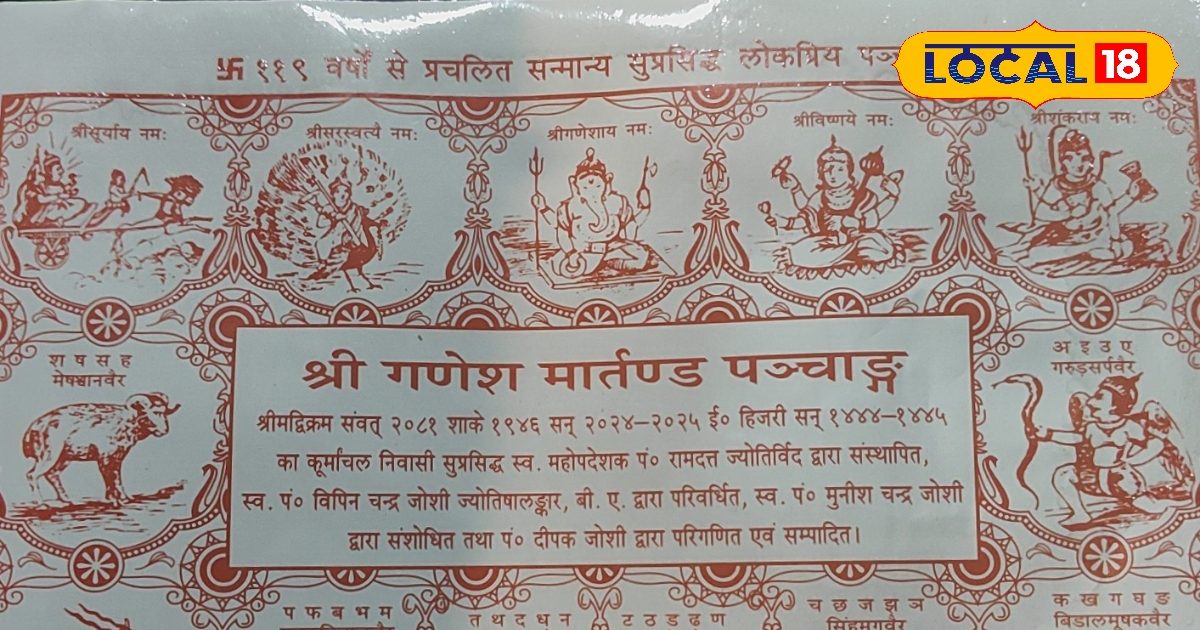 LOCAL 18
卐 ११९ वर्षों से प्रचलित सन्मान्य सुप्रसिद्ध लोकप्रिय
श्रीसूर्याय नमः
श्रीसरस्वत्यै नमः
श्रीगणेशाय नमः
श्रीविष्णये नमः
श्रीशंकराय नमः
श ष स ह
मेषश्वानवैर
अ इ उ ए
गरुड़सर्पवैर
श्री गणेश मार्तण्ड पञ्चाङ्ग
श्रीमद्विक्रम संवत् २०८१ शाके १९४६ सन् २०२४–२०२५ ई० हिजरी सन् १४४४–१४४५
का कूर्मांचल निवासी सुप्रसिद्ध स्व. महोपदेशक पं० रामदत्त ज्योतिर्विद द्वारा संस्थापित,
स्व. पं० विपिन चन्द्र जोशी ज्योतिषालङ्कार, बी. ए. द्वारा परिवर्धित, स्व. पं० मुनीश चन्द्र जोशी
द्वारा संशोधित तथा पं० दीपक जोशी द्वारा परिगणित एवं सम्पादित।
प फ ब भ म
त थ द ध न
ट ठ ड ढ ण
च छ ज झ ञ
सिंहमृगवैर
क ख ग घ ङ
बिडालमूषकवैर